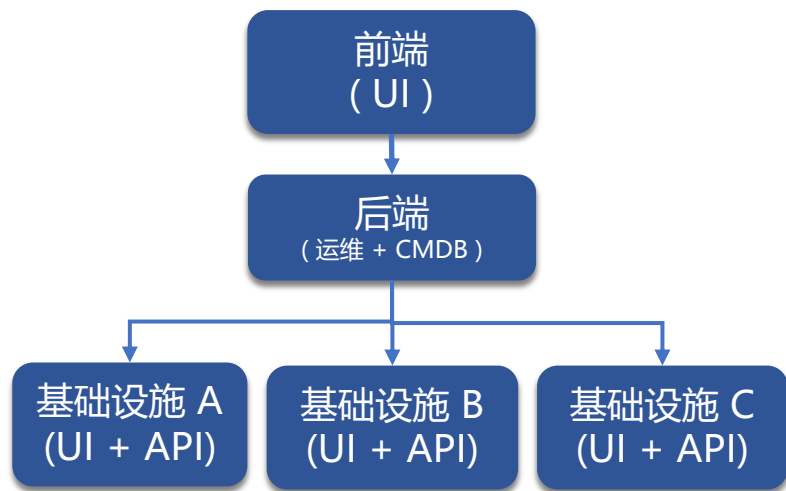 前端
( UI )
后端
( 运维 + CMDB )
基础设施 A
(UI + API)
基础设施 B
(UI + API)
基础设施 C
(UI + API)